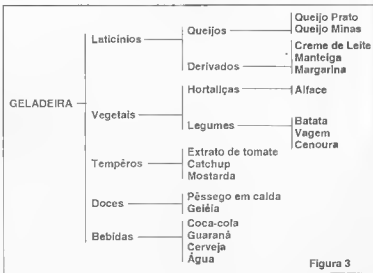 GELADEIRA
Laticínios
Queijos
Queijo Prato
Queijo Minas
Derivados
Creme de Leite
Manteiga
Margarina
Vegetais
Hortaliças
Alface
Legumes
Batata
Vagem
Cenoura
Tempêros
Extrato de tomate
Catchup
Mostarda
Doces
Pêssego em calda
Geléia
Bebidas
Coca-cola
Guaraná
Cerveja
Água
Figura 3